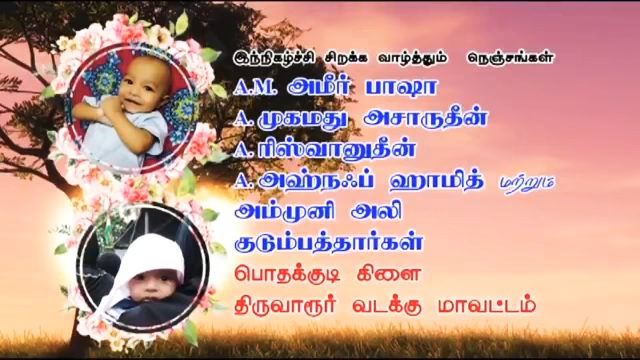 இந்நிகழ்ச்சி சிறக்க வாழ்த்தும் நெஞ்சங்கள்
A.M. அமீர் பாஷா
A. முகமது அசாருதீன்
A. ரிஸ்வானுதீன்
A. அஹ்நஃப் ஹாமித் மற்றும்
அம்முனி அலி
குடும்பத்தார்கள்
பொதக்குடி கிளை
திருவாரூர் வடக்கு மாவட்டம்